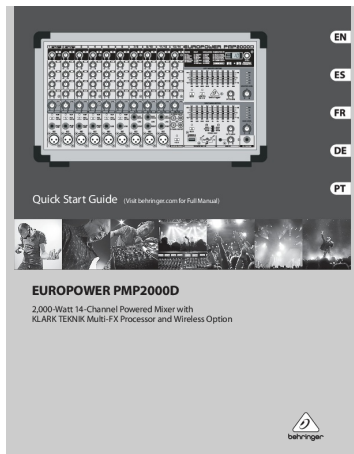 EUROPOWER PMP2000D
EN
ES
FR
DE
PT
Quick Start Guide (Visit behringer.com for Full Manual)
EUROPOWER PMP2000D
2,000-Watt 14-Channel Powered Mixer with
KLARK TEKNIK Multi-FX Processor and Wireless Option
behringer